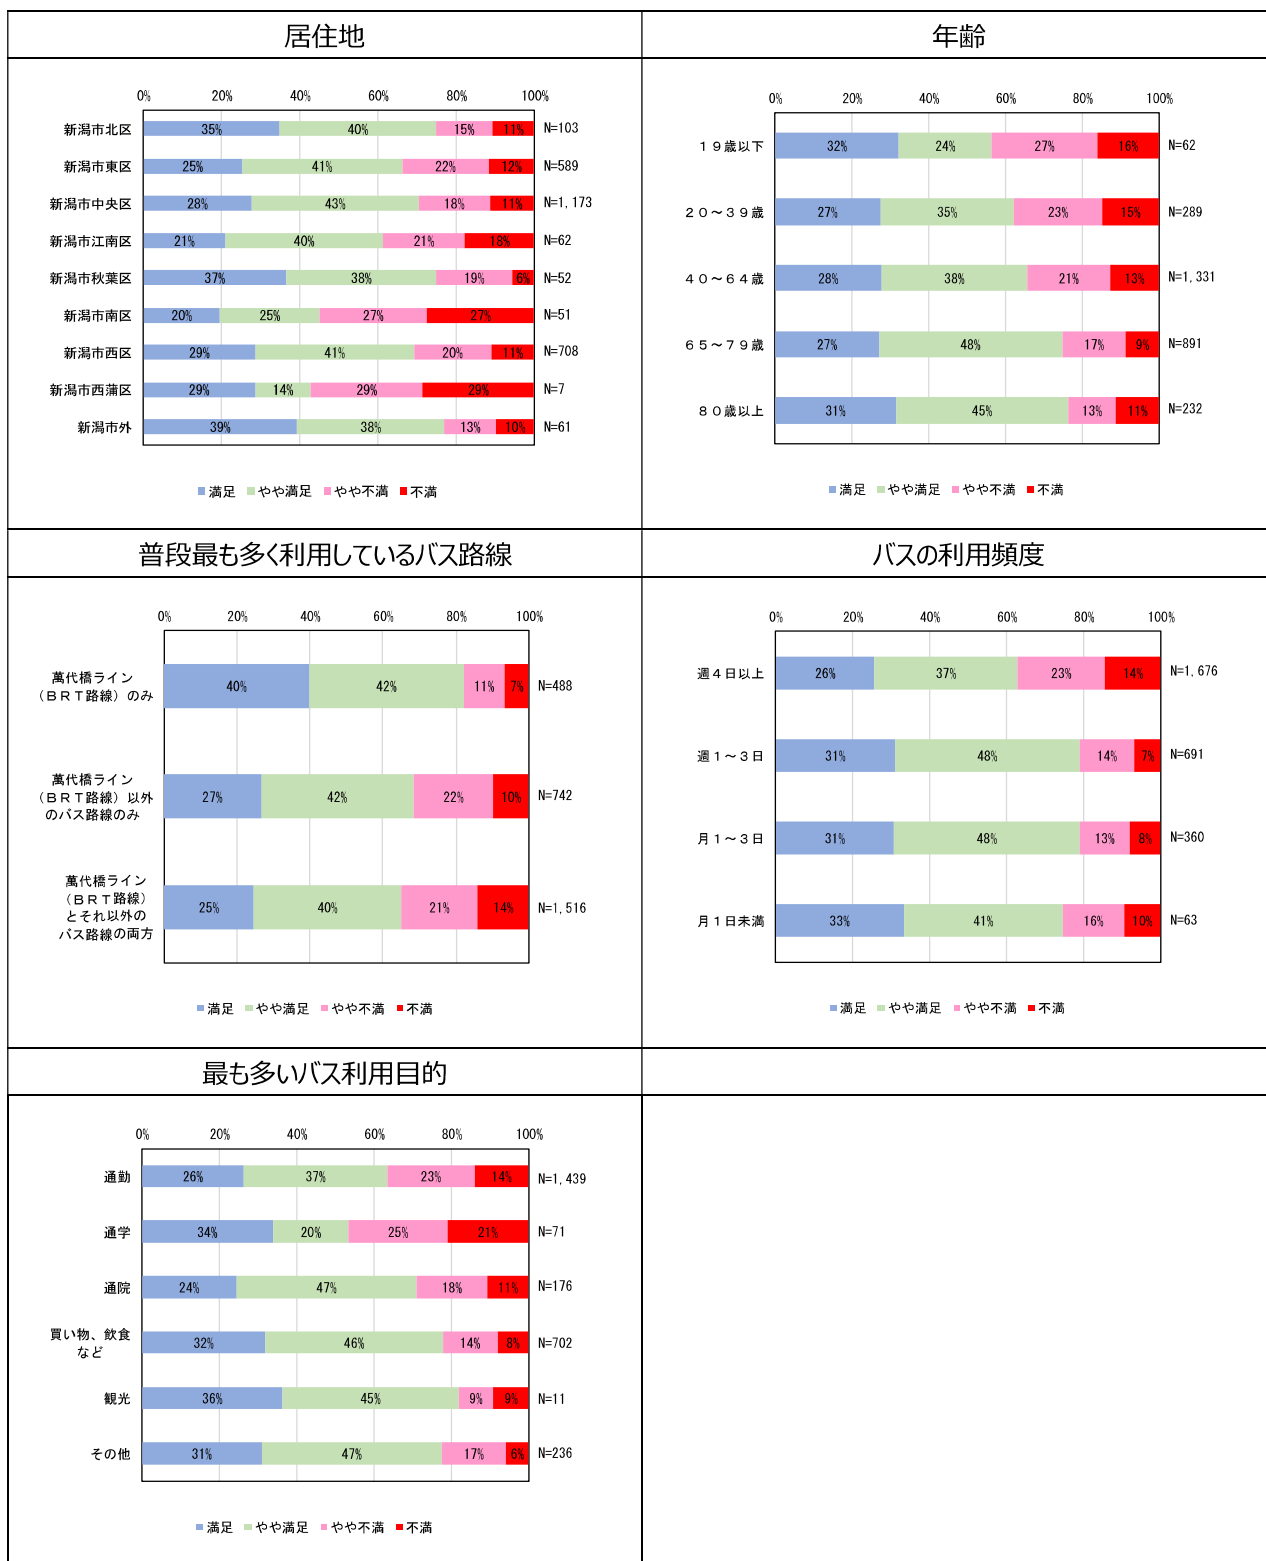 居住地
0% 20% 40% 60% 80% 100%
新潟市北区 35% 40% 15% 11% N=103
新潟市東区 25% 41% 22% 12% N=589
新潟市中央区 28% 43% 18% 11% N=1,173
新潟市江南区 21% 40% 21% 18% N=62
新潟市秋葉区 37% 38% 19% 6% N=52
新潟市南区 20% 25% 27% 27% N=51
新潟市西区 29% 41% 20% 11% N=708
新潟市西蒲区 29% 14% 29% 29% N=7
新潟市外 39% 38% 13% 10% N=61
満足 やや満足 やや不満 不満
年齢
0% 20% 40% 60% 80% 100%
19歳以下 32% 24% 27% 16% N=62
20～39歳 27% 35% 23% 15% N=289
40～64歳 28% 38% 21% 13% N=1,331
65～79歳 27% 48% 17% 9% N=891
80歳以上 31% 45% 13% 11% N=232
満足 やや満足 やや不満 不満
普段最も多く利用しているバス路線
0% 20% 40% 60% 80% 100%
萬代橋ライン
（BRT路線）のみ 40% 42% 11% 7% N=488
萬代橋ライン
（BRT路線）以外
のバス路線のみ 27% 42% 22% 10% N=742
萬代橋ライン
（BRT路線）
とそれ以外の
バス路線の両方 25% 40% 21% 14% N=1,516
満足 やや満足 やや不満 不満
バスの利用頻度
0% 20% 40% 60% 80% 100%
週4日以上 26% 37% 23% 14% N=1,676
週1～3日 31% 48% 14% 7% N=691
月1～3日 31% 48% 13% 8% N=360
月1日未満 33% 41% 16% 10% N=63
満足 やや満足 やや不満 不満
最も多いバス利用目的
0% 20% 40% 60% 80% 100%
通勤 26% 37% 23% 14% N=1,439
通学 34% 20% 25% 21% N=71
通院 24% 47% 18% 11% N=176
買い物、飲食
など 32% 46% 14% 8% N=702
観光 36% 45% 9% 9% N=11
その他 31% 47% 17% 6% N=236
満足 やや満足 やや不満 不満